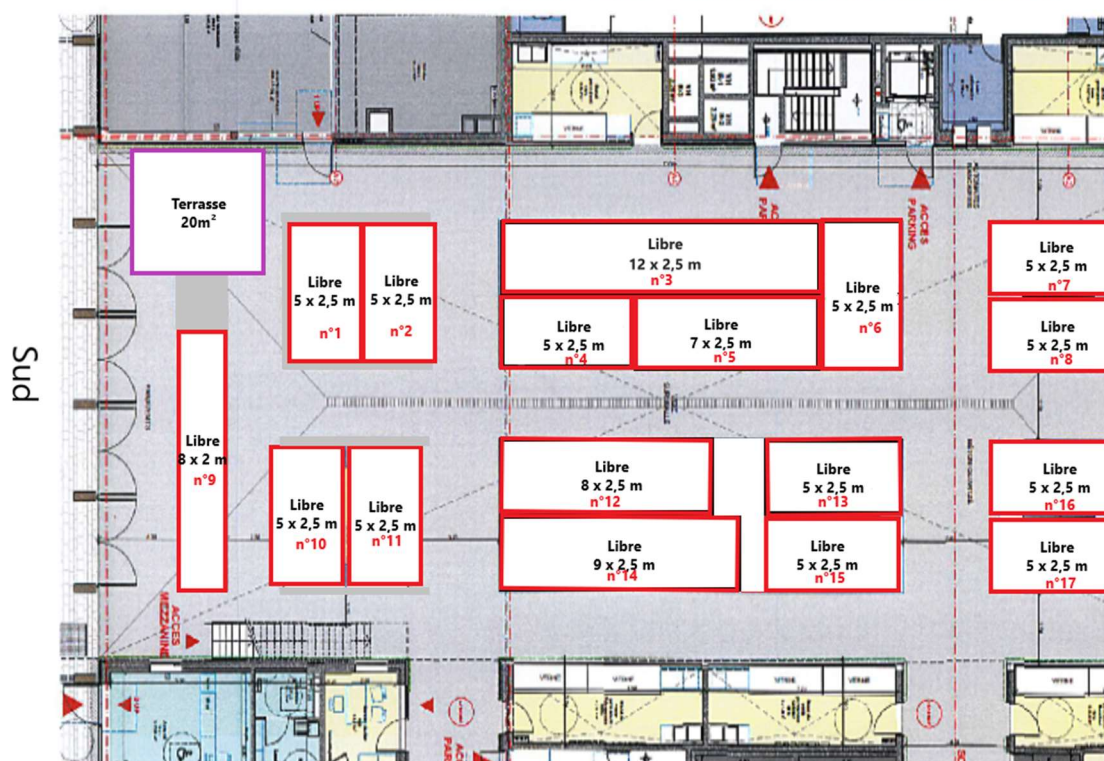 Terrasse
20m²
Libre
5 x 2,5 m
n°1
Libre
5 x 2,5 m
n°2
Libre
12 x 2,5 m
n°3
Libre
5 x 2,5 m
n°4
Libre
7 x 2,5 m
n°5
Libre
5 x 2,5 m
n°6
Libre
5 x 2,5 m
n°7
Libre
5 x 2,5 m
n°8
ACCES
PARKING
Sud
Libre
8 x 2 m
n°9
Libre
5 x 2,5 m
n°10
Libre
5 x 2,5 m
n°11
Libre
8 x 2,5 m
n°12
Libre
5 x 2,5 m
n°13
Libre
9 x 2,5 m
n°14
Libre
5 x 2,5 m
n°15
Libre
5 x 2,5 m
n°16
Libre
5 x 2,5 m
n°17
ACCES
MEZZANINE